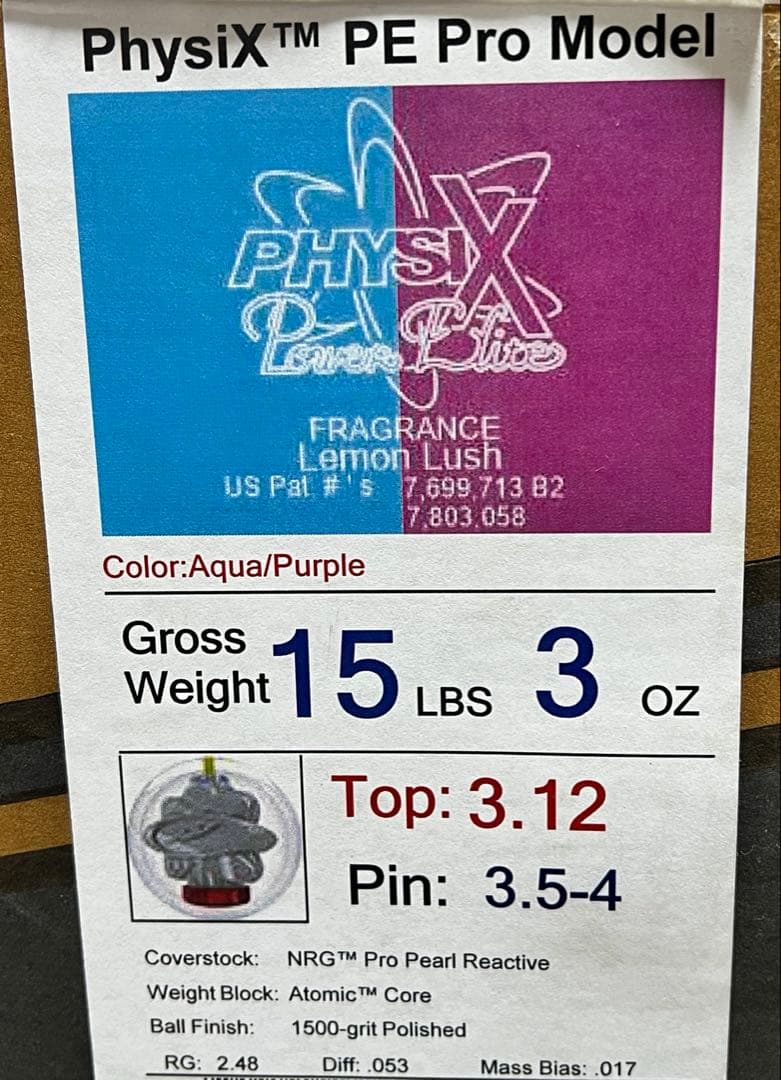 PhysiX™ PE Pro Model
PHYSIX
Power Elite
FRAGRANCE
Lemon Lush
US Pat #'s 7,699,713 B2
7,803,058
Color:Aqua/Purple
Gross Weight 15 LBS 3 OZ
Top: 3.12
Pin: 3.5-4
Coverstock: NRG™ Pro Pearl Reactive
Weight Block: Atomic™ Core
Ball Finish: 1500-grit Polished
RG: 2.48 Diff: .053 Mass Bias: .017